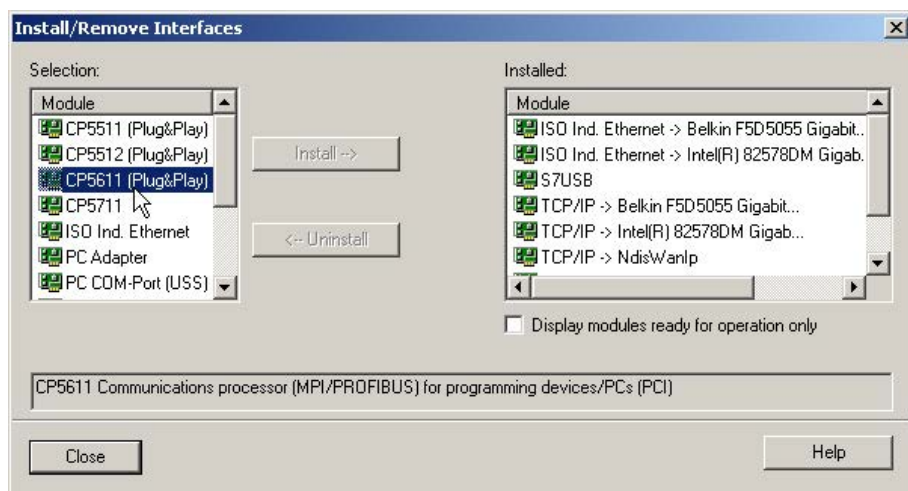 Install/Remove Interfaces
Selection:
Module
CP5511 (Plug&Play)
CP5512 (Plug&Play)
CP5611 (Plug&Play)
CP5711
ISO Ind. Ethernet
PC Adapter
PC COM-Port (USS)
Install -->
<-- Uninstall
Installed:
Module
ISO Ind. Ethernet -> Belkin F5D5055 Gigabit..
ISO Ind. Ethernet -> Intel(R) 82578DM Gigab.
S7USB
TCP/IP -> Belkin F5D5055 Gigabit...
TCP/IP -> Intel(R) 82578DM Gigab...
TCP/IP -> NdisWanIp
Display modules ready for operation only
CP5611 Communications processor (MPI/PROFIBUS) for programming devices/PCs (PCI)
Close
Help